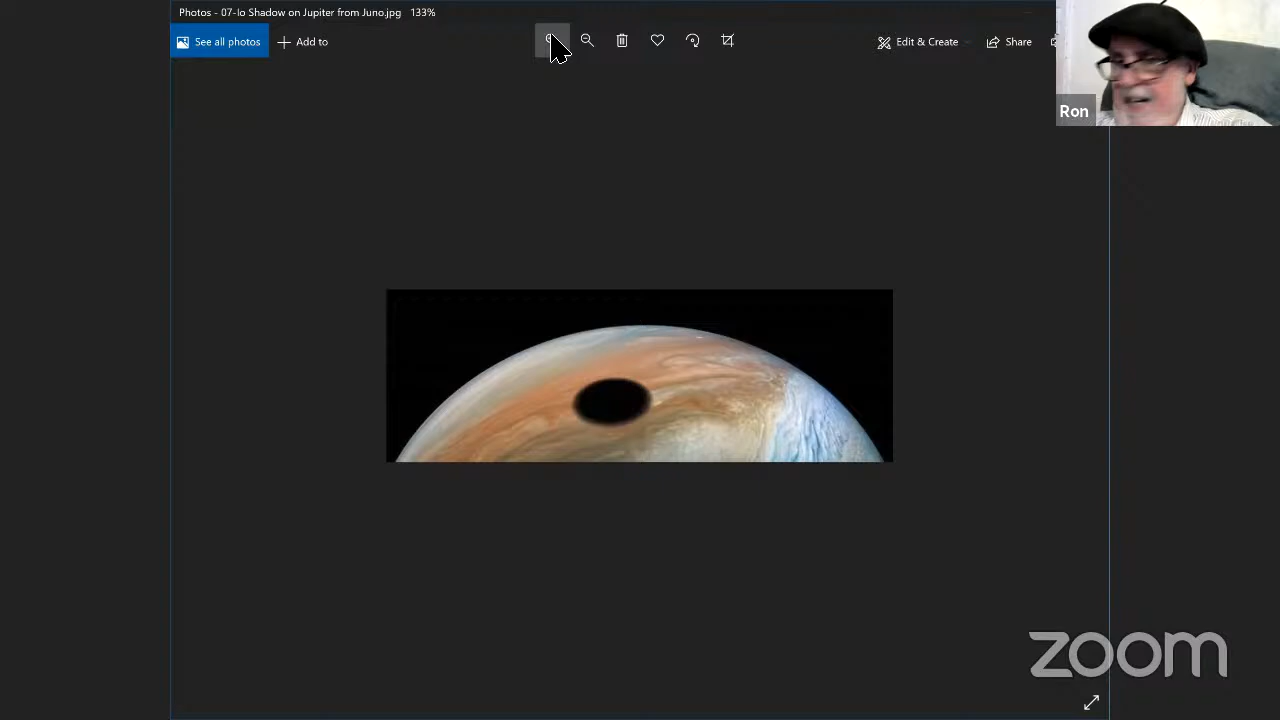 Photos - 07-Io Shadow on Jupiter from Juno.jpg 133%
See all photos
Add to
Edit & Create
Share
Ron
zoom